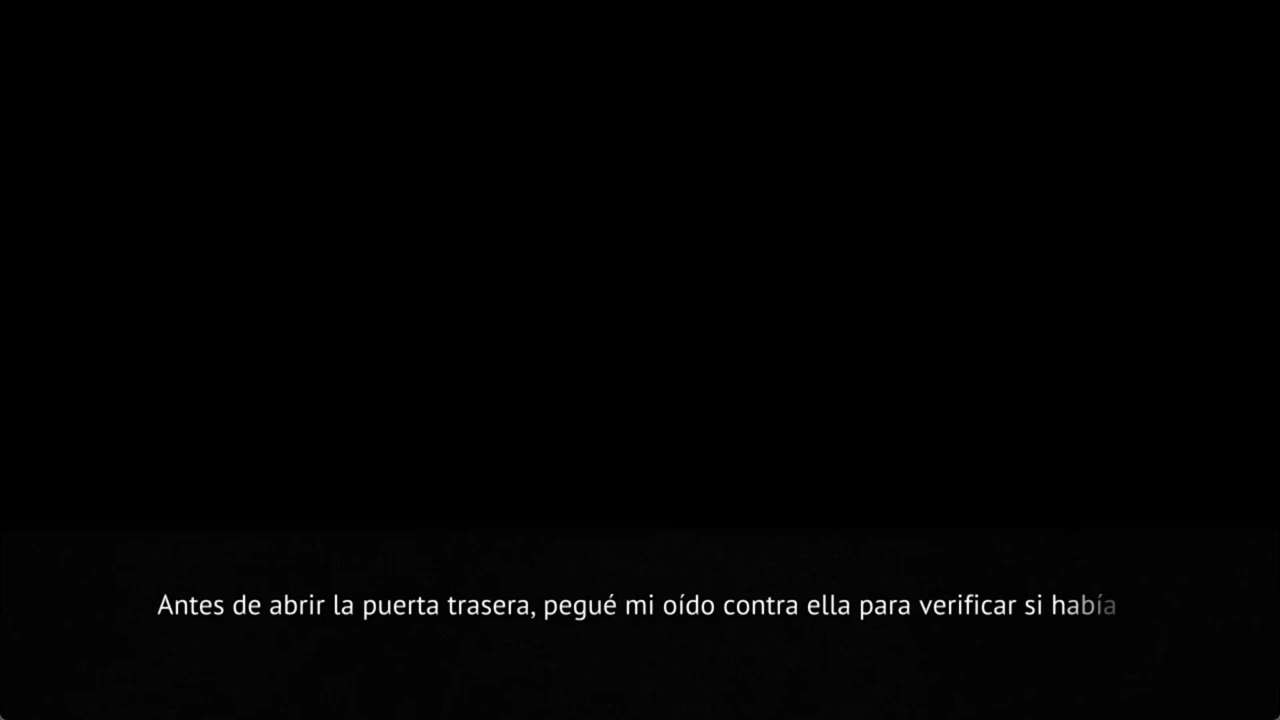 Antes de abrir la puerta trasera, pegué mi oído contra ella para verificar si había